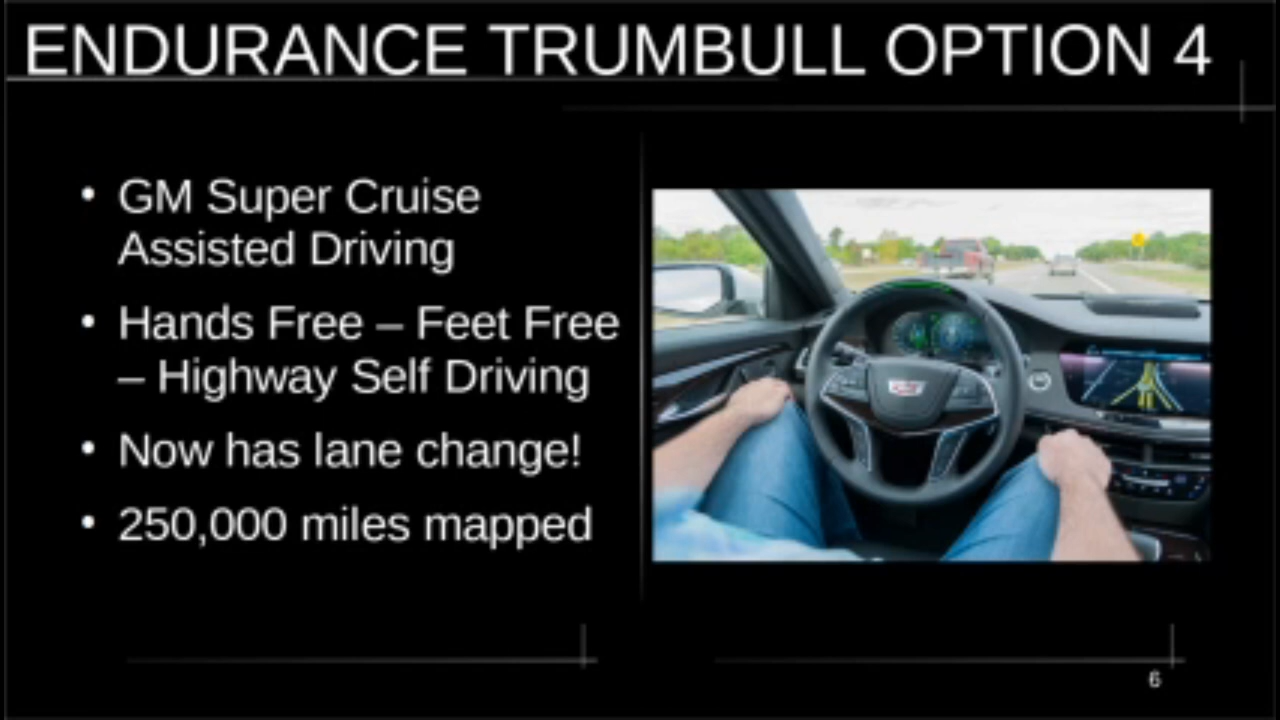 ENDURANCE TRUMBULL OPTION 4
• GM Super Cruise
Assisted Driving
• Hands Free – Feet Free
– Highway Self Driving
• Now has lane change!
• 250,000 miles mapped
6